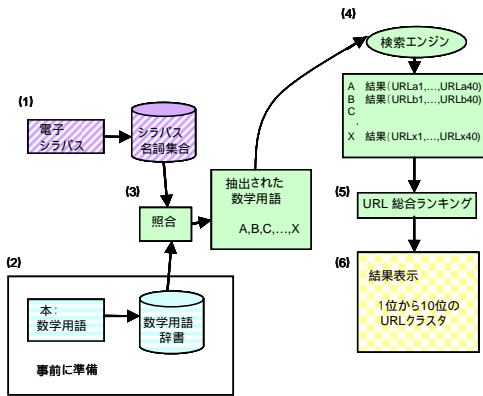 (1)
電子
シラバス
シラバス
名詞集合
(2)
本：
数学用語
数学用語
辞書
事前に準備
(3)
照合
抽出された
数学用語
A,B,C,…,X
(4)
検索エンジン
A 結果(URLa1,…,URLa40)
B 結果(URLb1,…,URLb40)
C
.
X 結果(URLx1,…,URLx40)
(5)
URL 総合ランキング
(6)
結果表示
1位から10位の
URLクラスタ